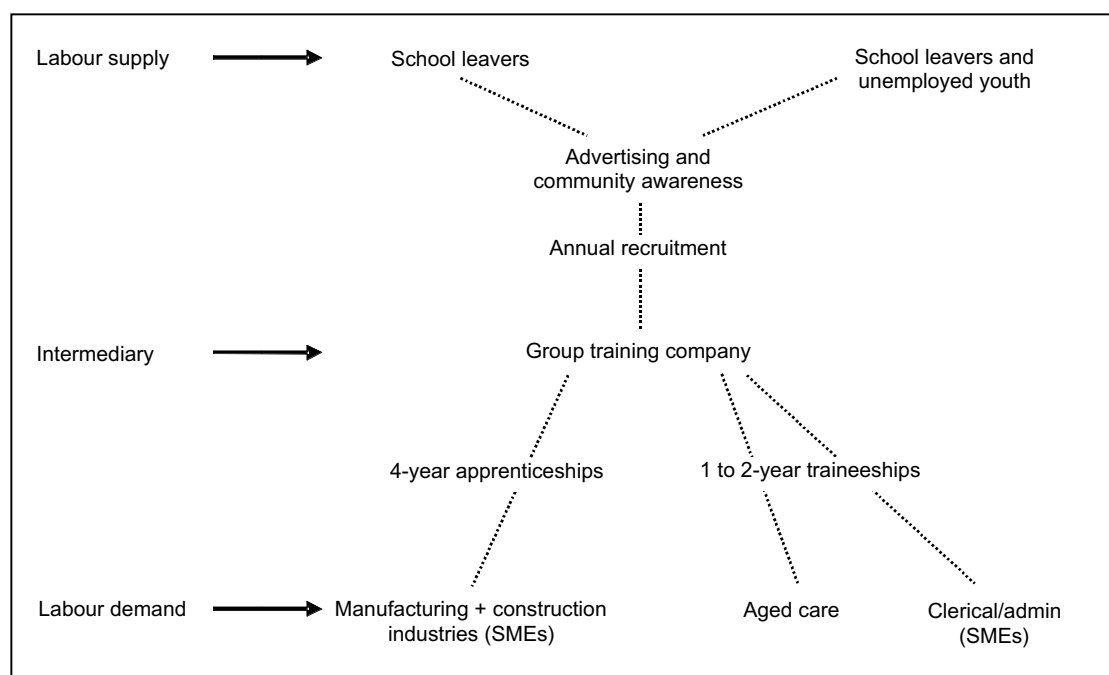 Labour supply
School leavers
School leavers and
unemployed youth
Advertising and
community awareness
Annual recruitment
Intermediary
Group training company
4-year apprenticeships
1 to 2-year traineeships
Labour demand
Manufacturing + construction
industries (SMEs)
Aged care
Clerical/admin
(SMEs)